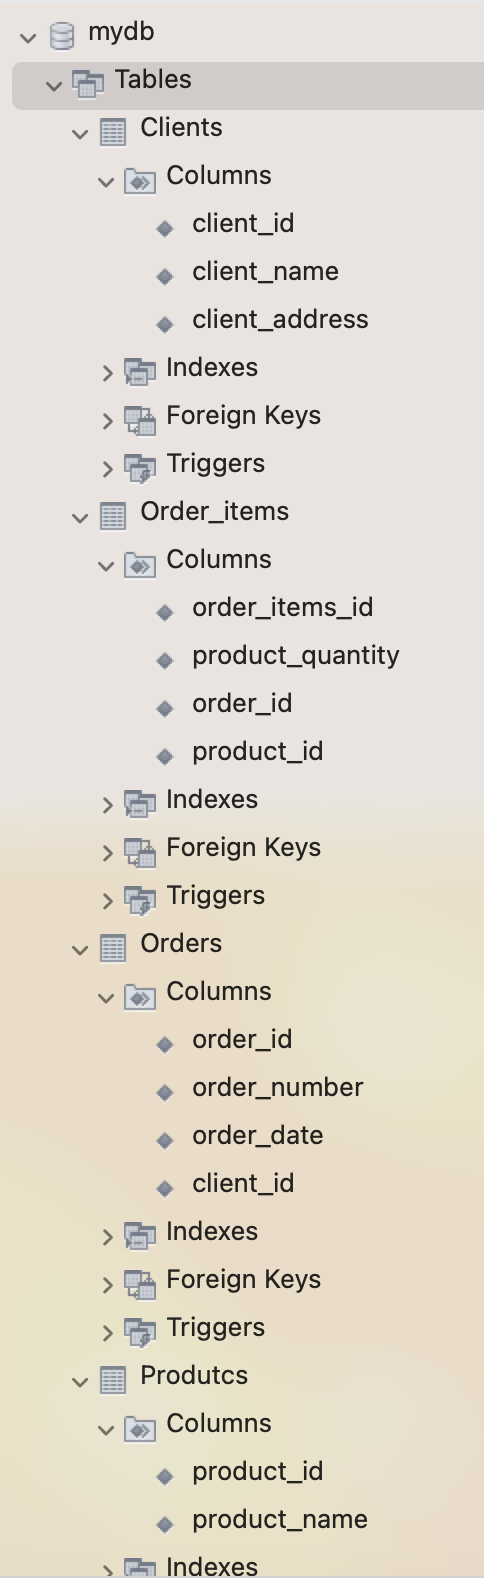 mydb
Tables
Clients
Columns
client_id
client_name
client_address
Indexes
Foreign Keys
Triggers
Order_items
Columns
order_items_id
product_quantity
order_id
product_id
Indexes
Foreign Keys
Triggers
Orders
Columns
order_id
order_number
order_date
client_id
Indexes
Foreign Keys
Triggers
Produtcs
Columns
product_id
product_name
Indexes